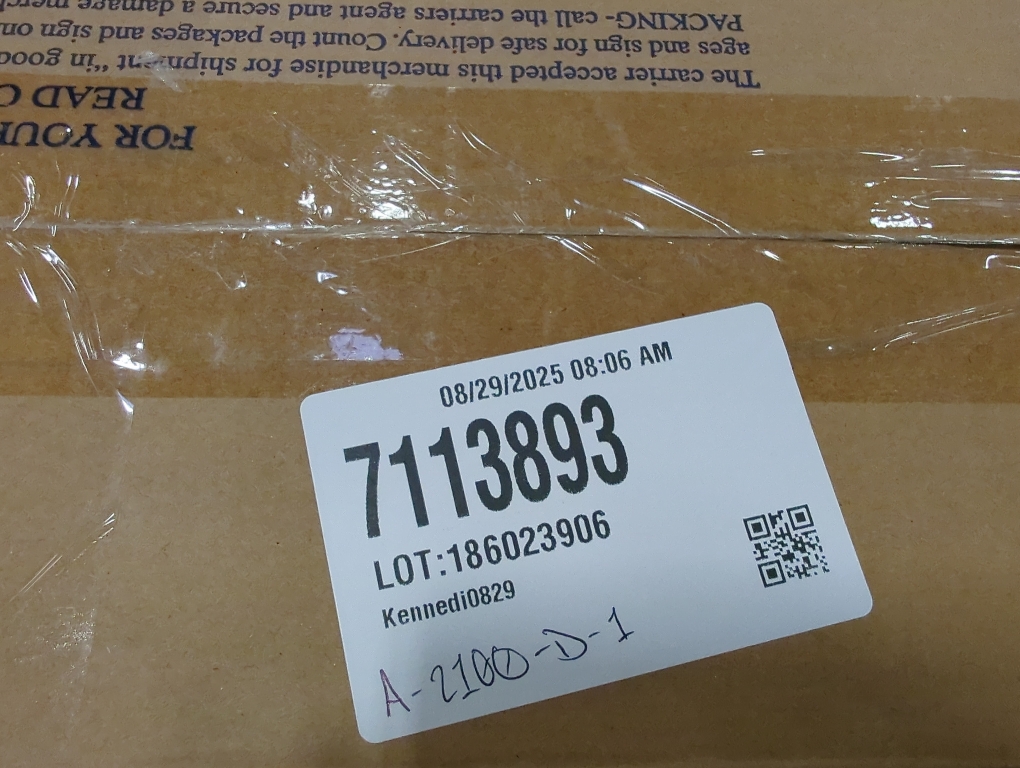 FOR YOUR
READ C
The carrier accepted this merchandise for shipment "in good
ages and sign for safe delivery. Count the packages and sign on
PACKING- call the carriers agent and secure a damage
08/29/2025 08:06 AM
7113893
LOT:186023906
Kennedi0829
A-2100-D-1